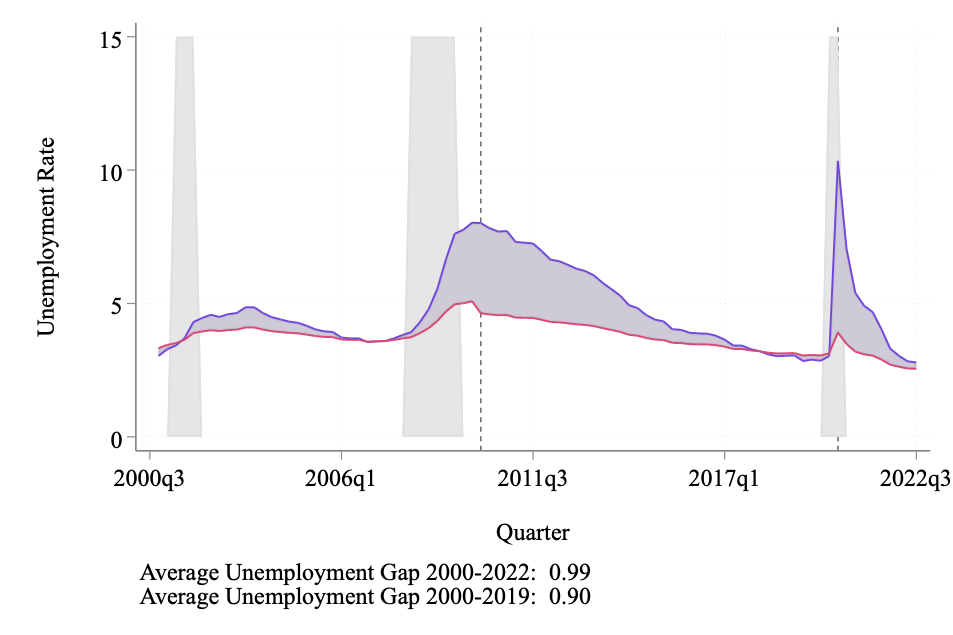 Unemployment Rate
15
10
5
0
2000q3 2006q1 2011q3 2017q1 2022q3
Quarter
Average Unemployment Gap 2000-2022: 0.99
Average Unemployment Gap 2000-2019: 0.90